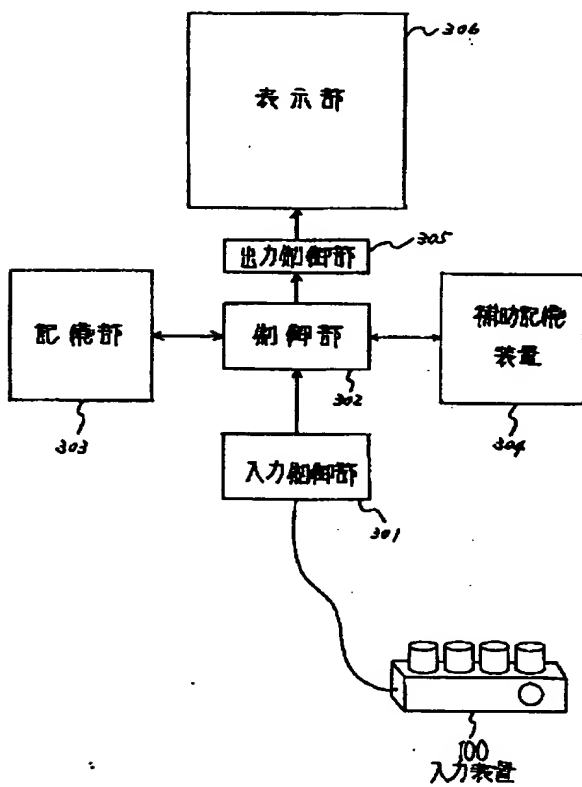 306
表示部
305
出力制御部
記憶部
303
制御部
302
補助記憶
装置
304
入力制御部
301
100
入力装置